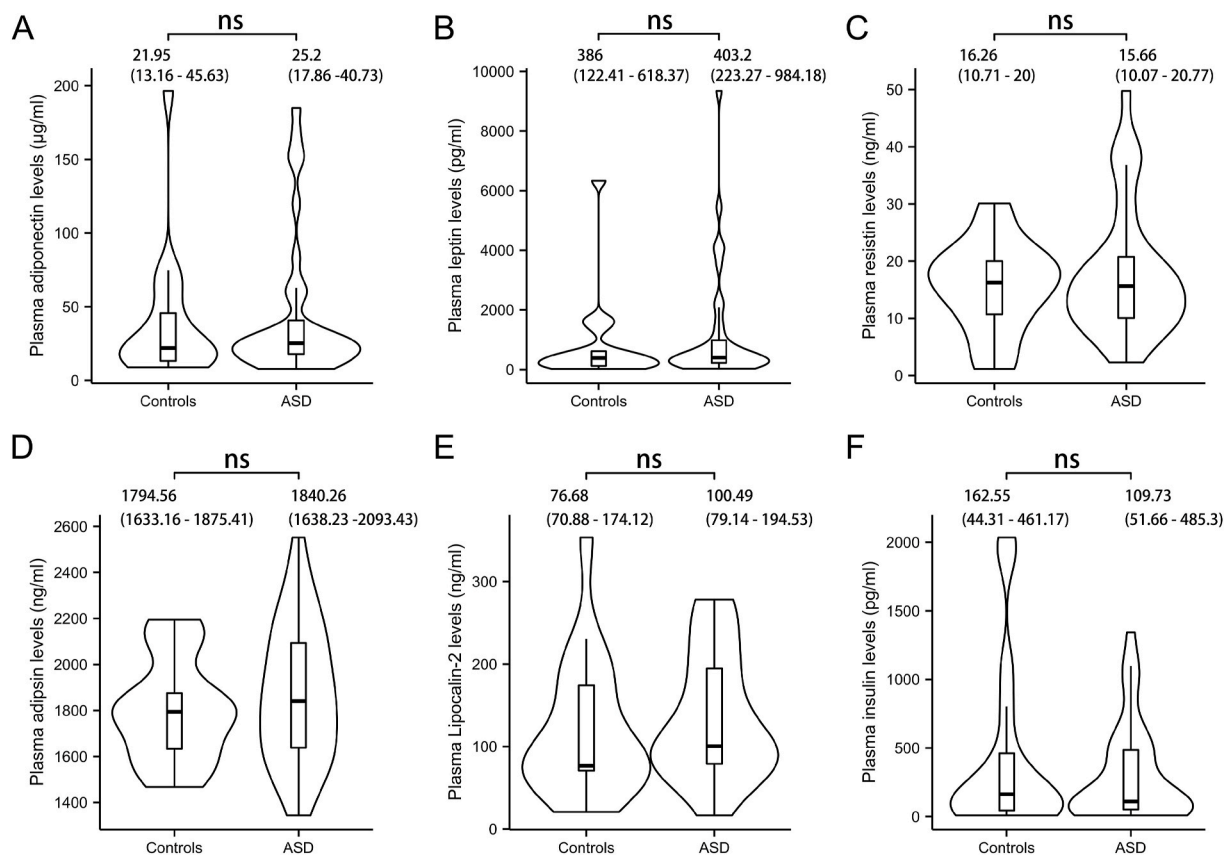 A
ns
21.95
(13.16 - 45.63)
25.2
(17.86 -40.73)
Plasma adiponectin levels (μg/ml)
200
150
100
50
0
Controls
ASD
B
ns
386
(122.41 - 618.37)
403.2
(223.27 - 984.18)
Plasma leptin levels (pg/ml)
10000
8000
6000
4000
2000
0
Controls
ASD
C
ns
16.26
(10.71 - 20)
15.66
(10.07 - 20.77)
Plasma resistin levels (ng/ml)
50
40
30
20
10
0
Controls
ASD
D
ns
1794.56
(1633.16 - 1875.41)
1840.26
(1638.23 -2093.43)
Plasma adipsin levels (ng/ml)
2600
2400
2200
2000
1800
1600
1400
Controls
ASD
E
ns
76.68
(70.88 - 174.12)
100.49
(79.14 - 194.53)
Plasma Lipocalin-2 levels (ng/ml)
300
200
100
0
Controls
ASD
F
ns
162.55
(44.31 - 461.17)
109.73
(51.66 - 485.3)
Plasma insulin levels (pg/ml)
2000
1500
1000
500
0
Controls
ASD